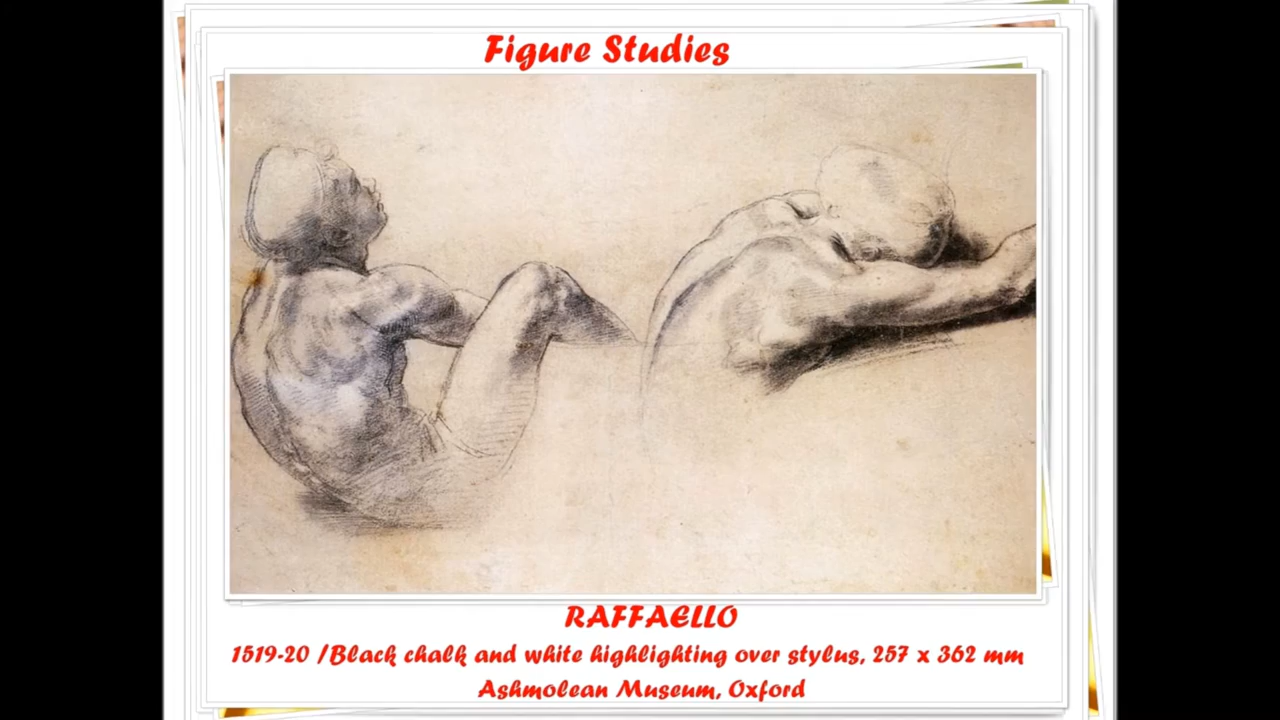 Figure Studies
RAFFAELLO
1519-20 /Black chalk and white highlighting over stylus, 257 x 362 mm
Ashmolean Museum, Oxford